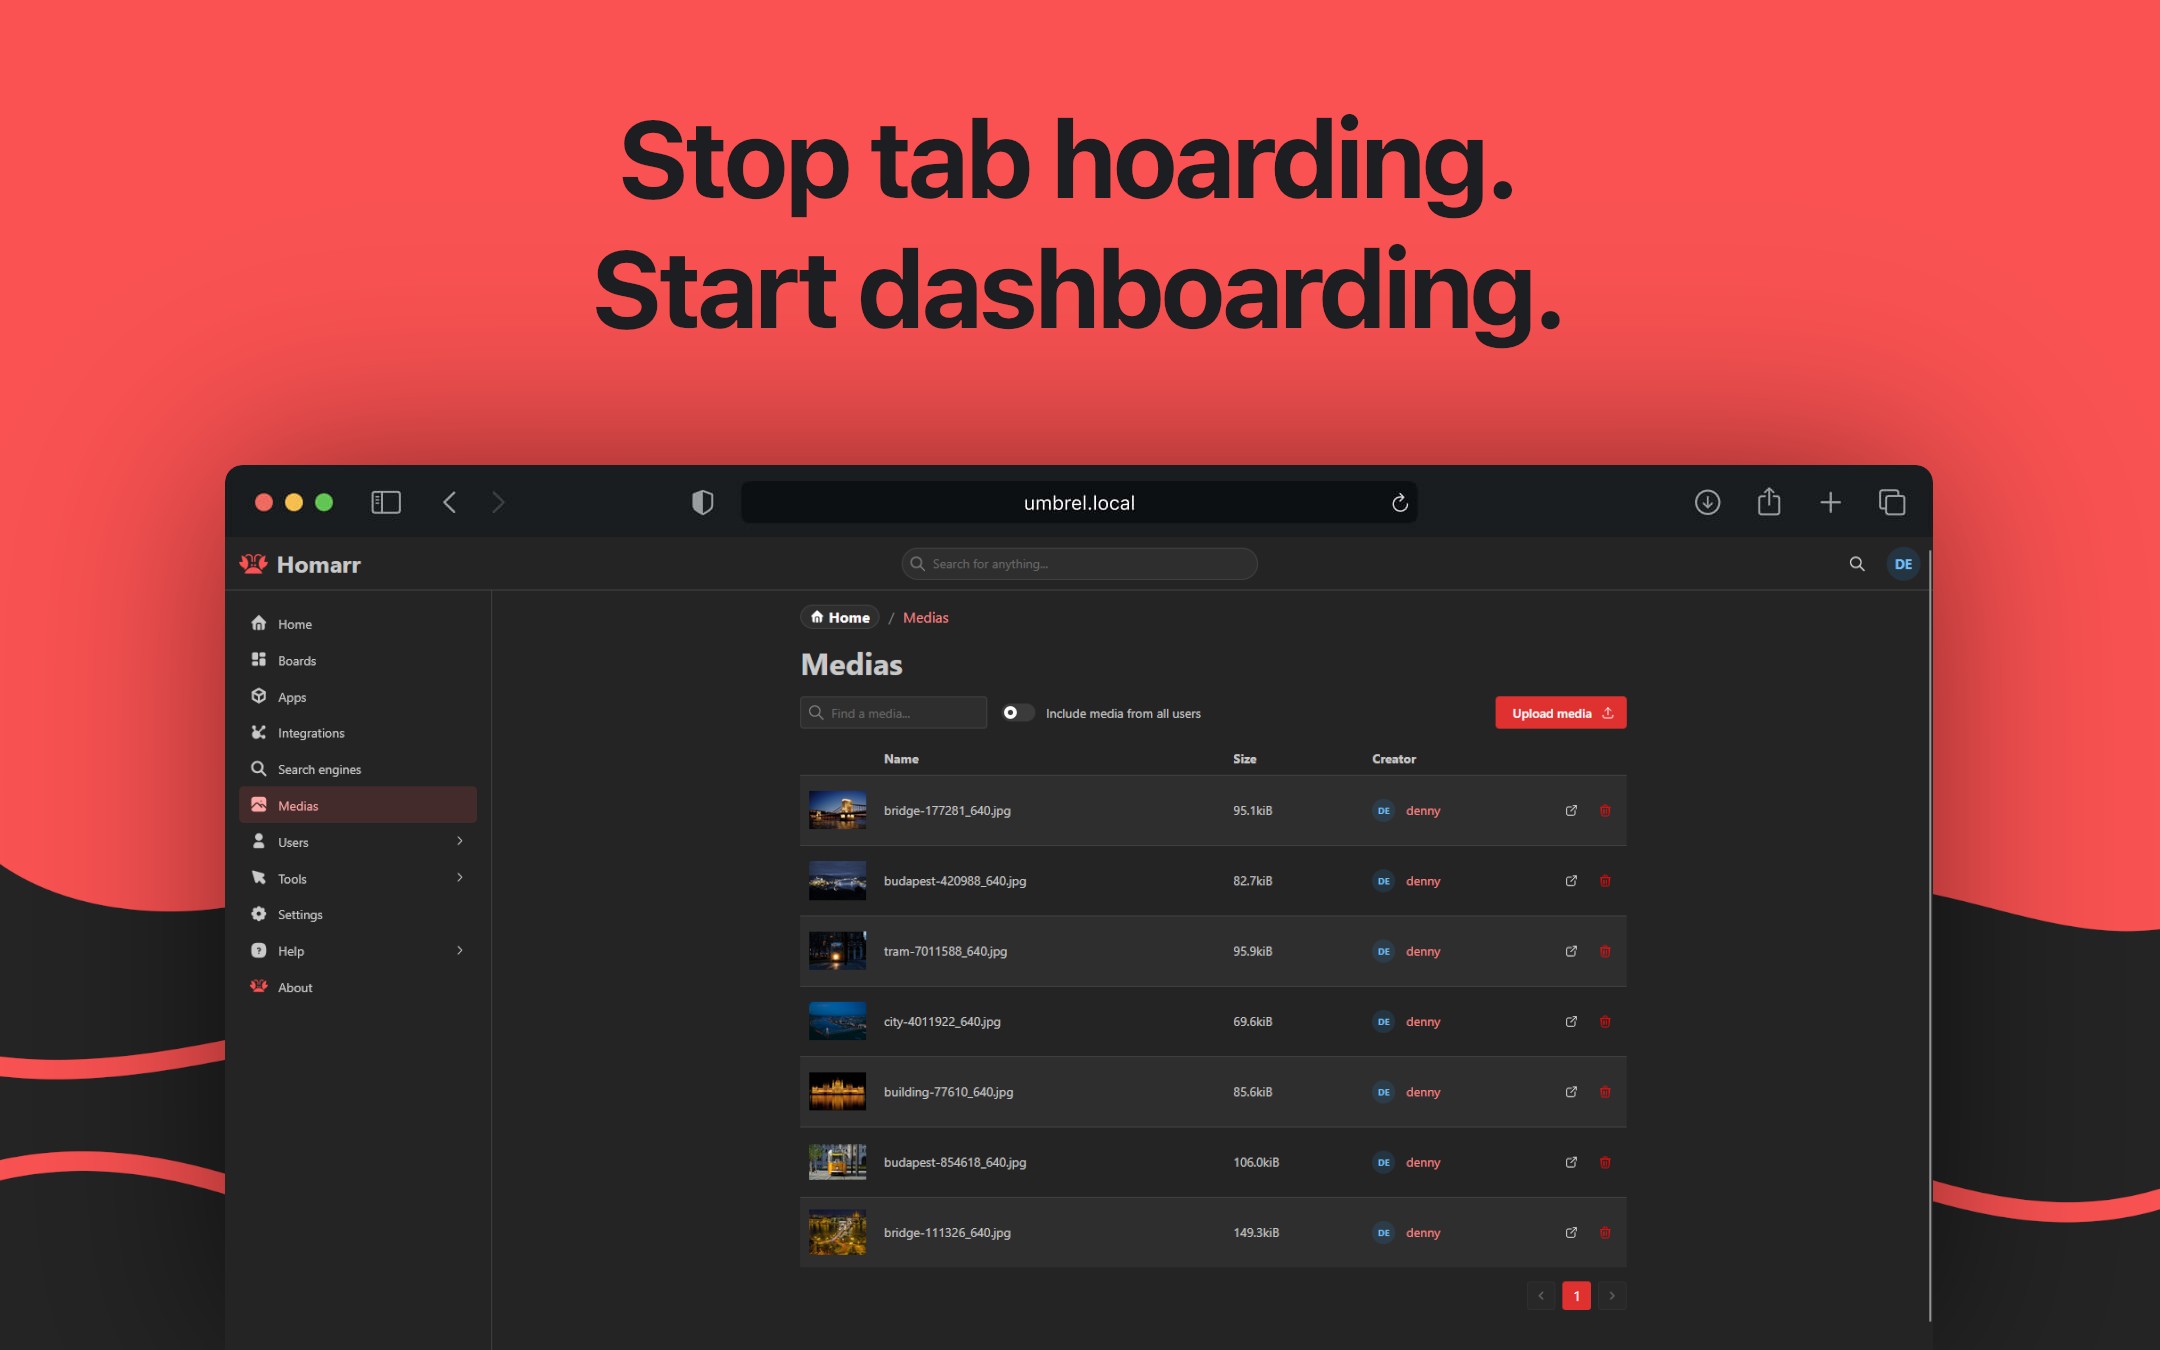 Stop tab hoarding.
Start dashboarding.
umbrel.local
Homarr
Search for anything...
DE
Home
Boards
Apps
Integrations
Search engines
Medias
Users
Tools
Settings
Help
About
Home / Medias
Medias
Find a media...
Include media from all users
Upload media
Name Size Creator
bridge-177281_640.jpg 95.1kiB DE denny
budapest-420988_640.jpg 82.7kiB DE denny
tram-7011588_640.jpg 95.9kiB DE denny
city-4011922_640.jpg 69.6kiB DE denny
building-77610_640.jpg 85.6kiB DE denny
budapest-854618_640.jpg 106.0kiB DE denny
bridge-111326_640.jpg 149.3kiB DE denny
1